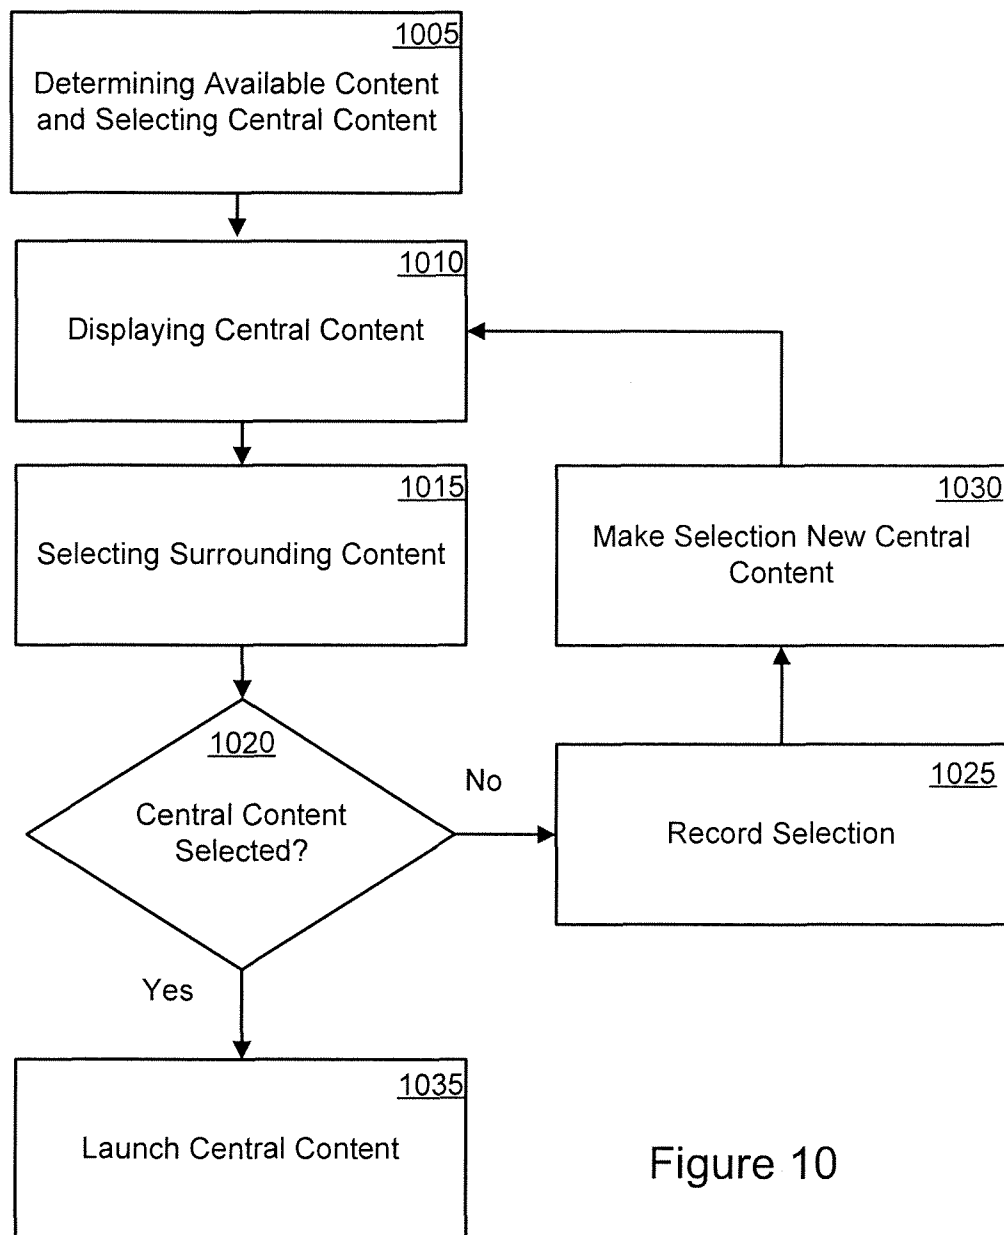 1005
Determining Available Content
and Selecting Central Content
1010
Displaying Central Content
1015
Selecting Surrounding Content
1030
Make Selection New Central
Content
1020
Central Content
Selected?
No
1025
Record Selection
Yes
1035
Launch Central Content
Figure 10